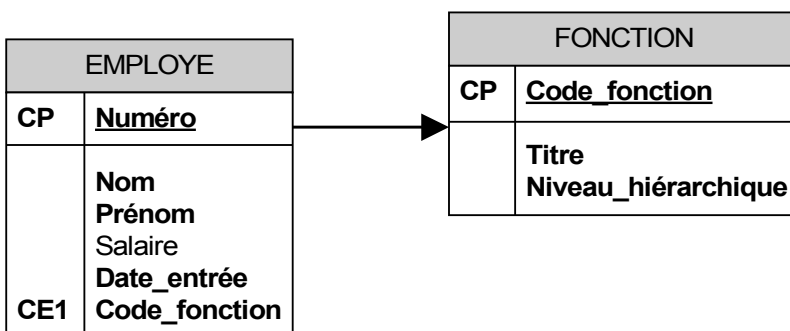 EMPLOYE
CP Numéro
Nom
Prénom
Salaire
Date_entrée
CE1 Code_fonction
FONCTION
CP Code_fonction
Titre
Niveau_hiérarchique